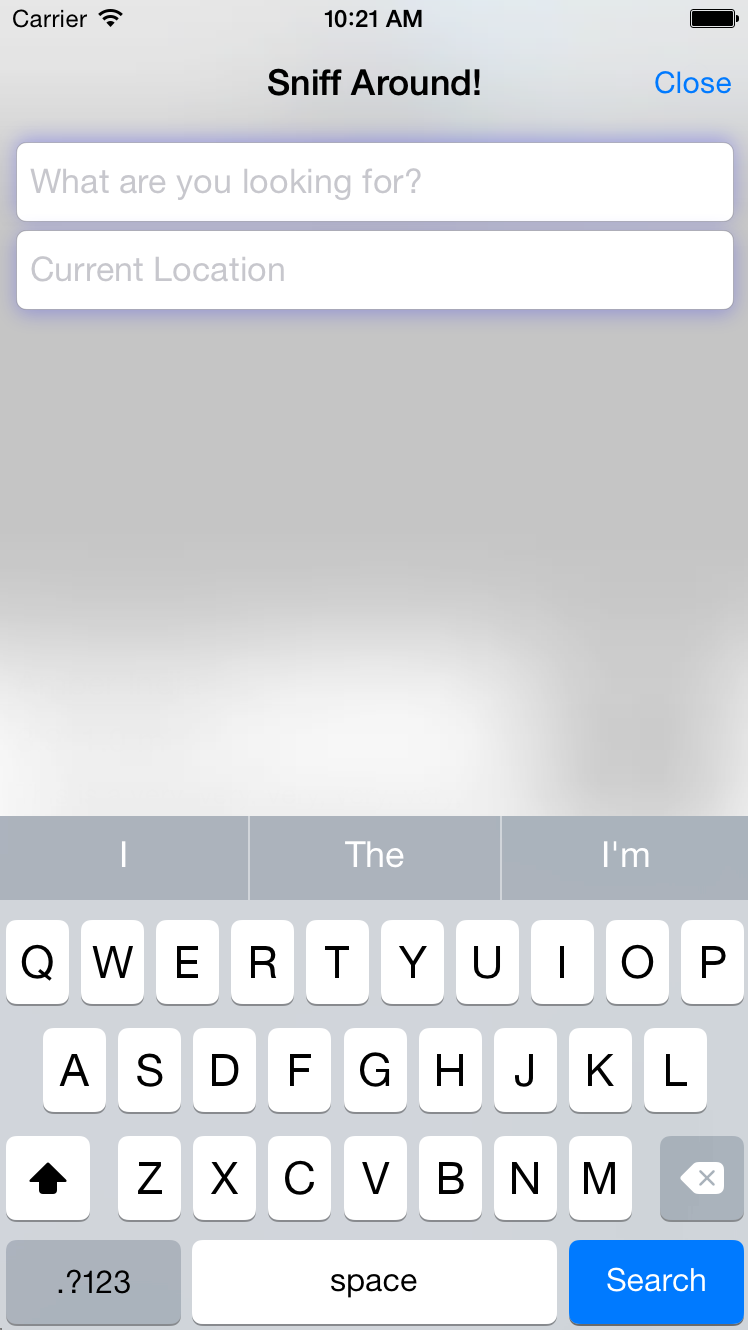 Carrier 10:21 AM
Sniff Around! Close
What are you looking for?
Current Location
I The I'm
Q W E R T Y U I O P
A S D F G H J K L
Z X C V B N M
.?123 space Search